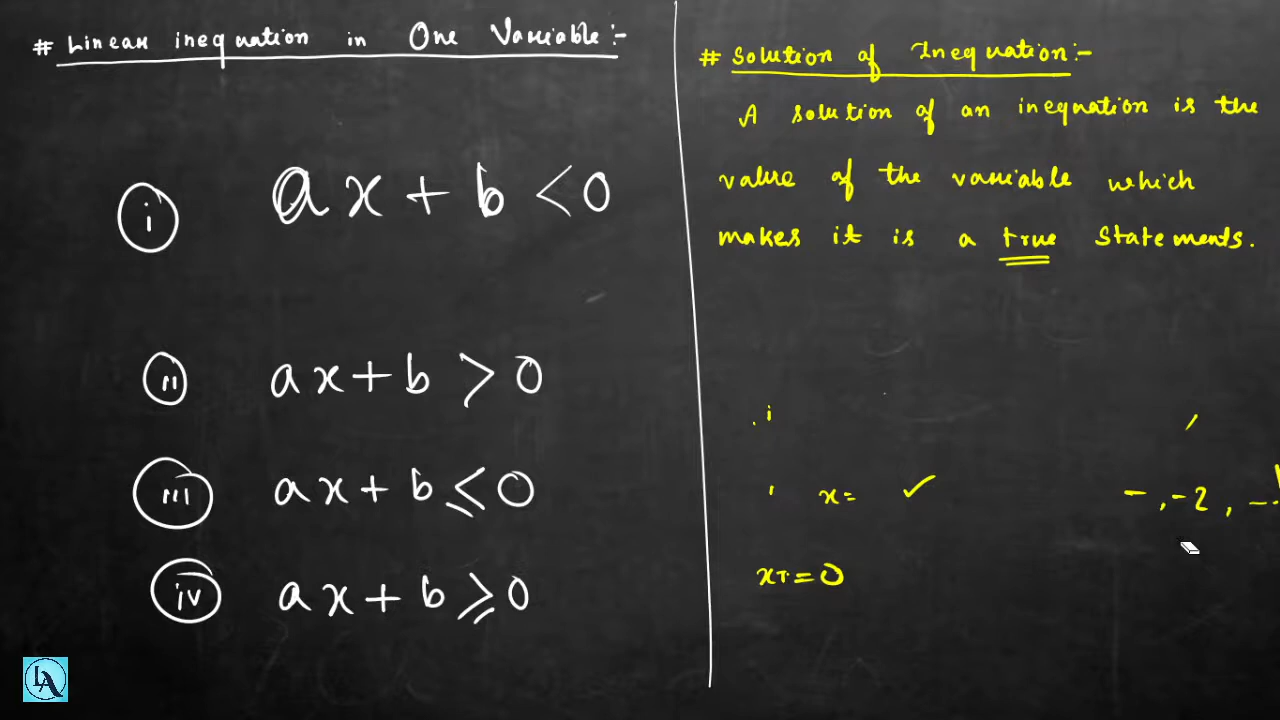 # Linear inequation in One Variable:-
i ax + b < 0
ii ax + b > 0
iii ax + b ≤ 0
iv ax + b ≥ 0
# Solution of Inequation:-
A solution of an inequation is the
value of the variable which
makes it is a true statements.
x= ✓
-, -2, -
x+=0
LA